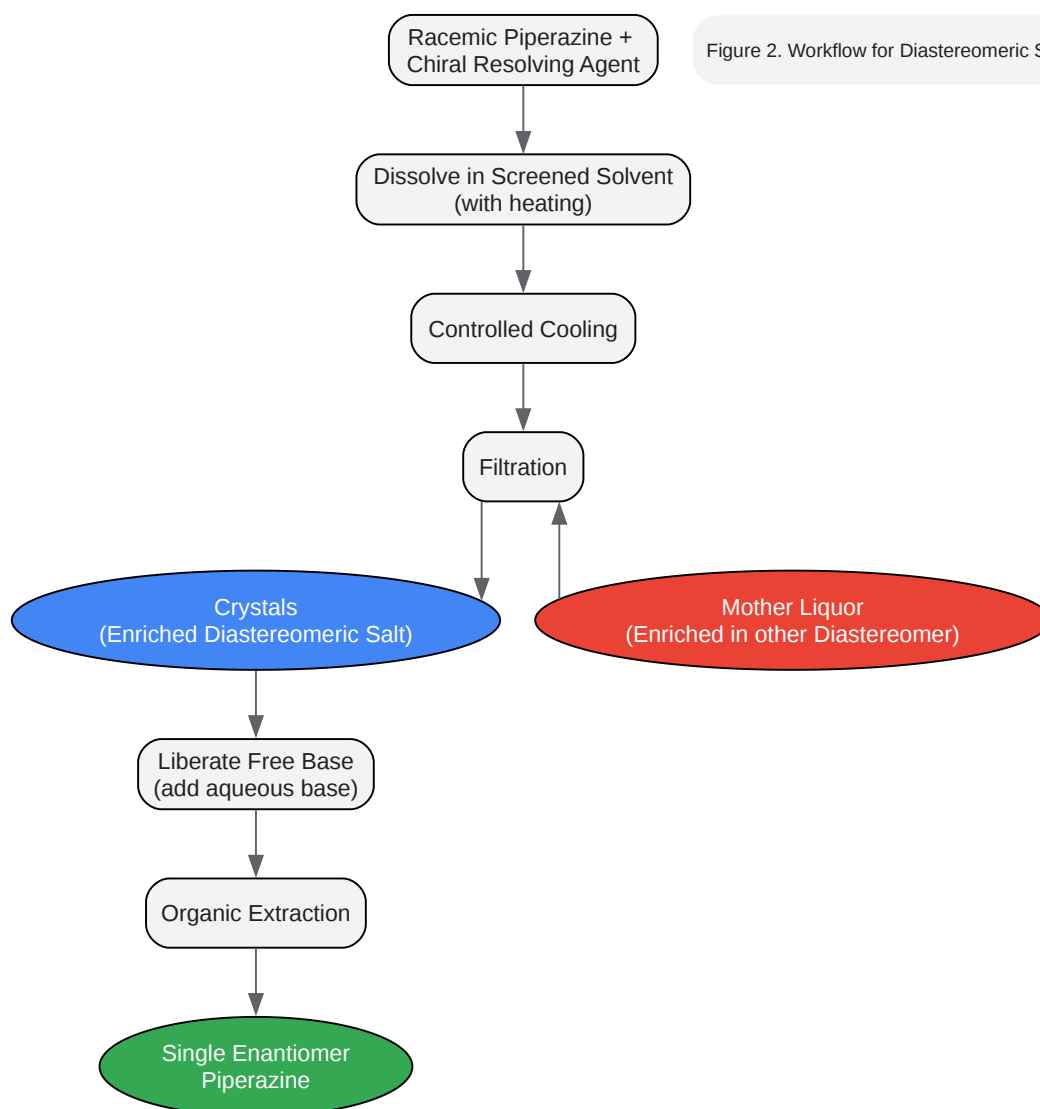 Racemic Piperazine +
Chiral Resolving Agent
Figure 2. Workflow for Diastereomeric
Dissolve in Screened Solvent
(with heating)
Controlled Cooling
Filtration
Crystals
(Enriched Diastereomeric Salt)
Mother Liquor
(Enriched in other Diastereomer)
Liberate Free Base
(add aqueous base)
Organic Extraction
Single Enantiomer
Piperazine